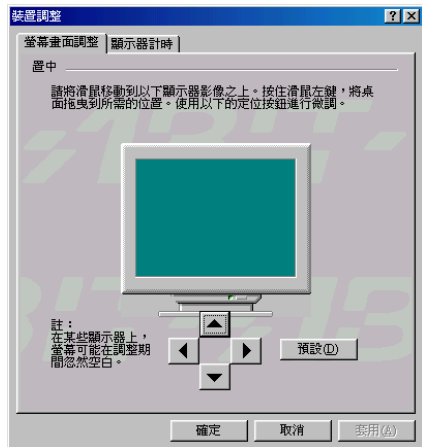 裝置調整
螢幕畫面調整 顯示器計時
置中
請將滑鼠移動到以下顯示器影像之上。按住滑鼠左鍵，將桌
面拖曳到所需的位置。使用以下的定位按鈕進行微調。
註：
在某些顯示器上，
螢幕可能在調整期
間忽然空白。
預設(D)
確定 取消 套用(A)